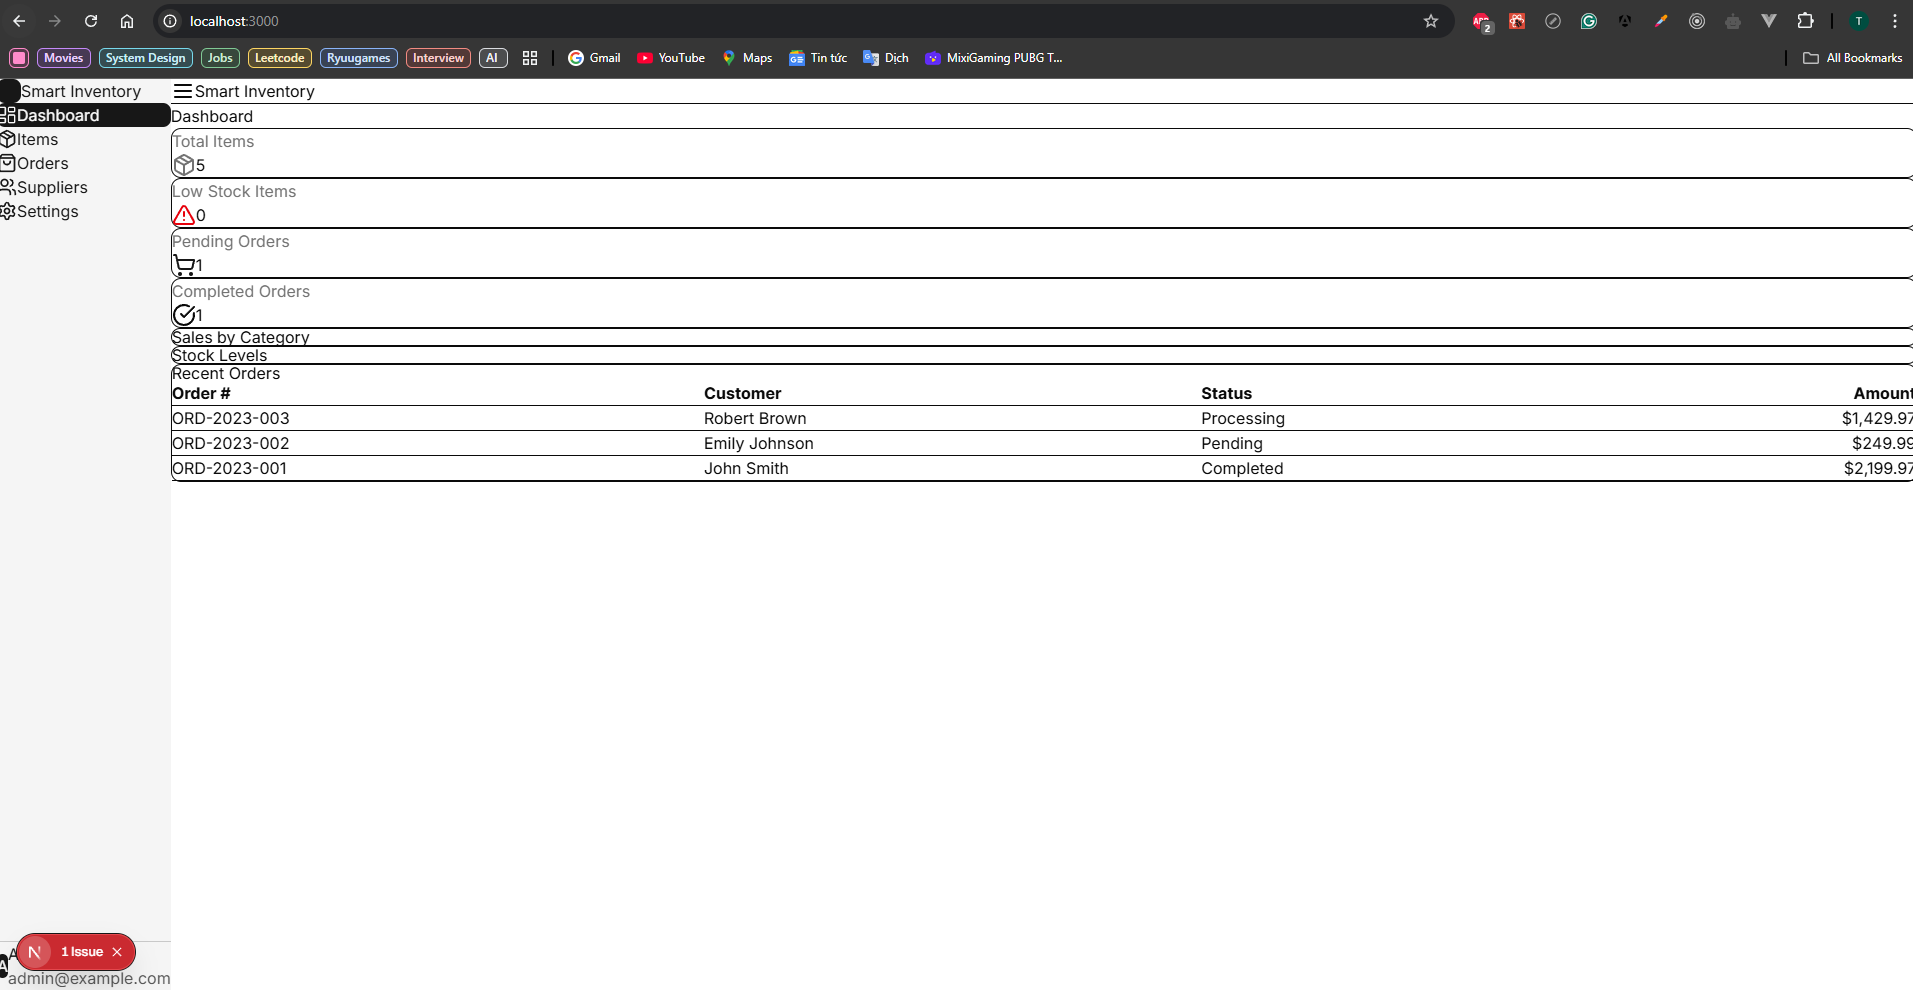 localhost:3000
ABP 2
T
Movies System Design Jobs Leetcode Ryuugames Interview AI Gmail YouTube Maps Tin tức Dịch MixiGaming PUBG T... All Bookmarks
Smart Inventory
Dashboard
Items
Orders
Suppliers
Settings
Smart Inventory
Dashboard
Total Items
5
Low Stock Items
0
Pending Orders
1
Completed Orders
1
Sales by Category
Stock Levels
Recent Orders
Order # Customer Status Amount
ORD-2023-003 Robert Brown Processing $1,429.97
ORD-2023-002 Emily Johnson Pending $249.99
ORD-2023-001 John Smith Completed $2,199.97
A
A
N 1 Issue
admin@example.com